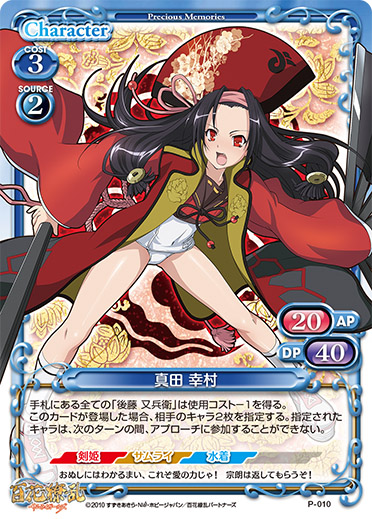 Precious Memories
Character
COST
3
SOURCE
2
20 AP
DP 40
真田 幸村
手札にある全ての「後藤 又兵衛」は使用コスト－1を得る。
このカードが登場した場合、相手のキャラ2枚を指定する。指定された
キャラは、次のターンの間、アプローチに参加することができない。
剣姫 サムライ 水着
おぬしにはわかるまい、これぞ愛の力じゃ！ 宗朗は返してもらうぞ！
百花繚乱
©2010 すずきあきら・Niθ・ホビージャパン／百花繚乱パートナーズ
P-010